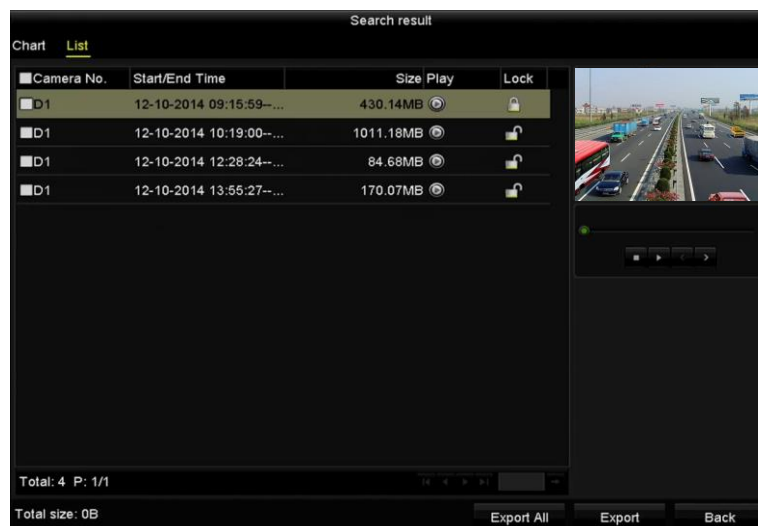 Search result
Chart List
Camera No. Start/End Time Size Play Lock
D1 12-10-2014 09:15:59--... 430.14MB
D1 12-10-2014 10:19:00--... 1011.18MB
D1 12-10-2014 12:28:24--... 84.68MB
D1 12-10-2014 13:55:27--... 170.07MB
Total: 4 P: 1/1
Total size: 0B
Export All Export Back